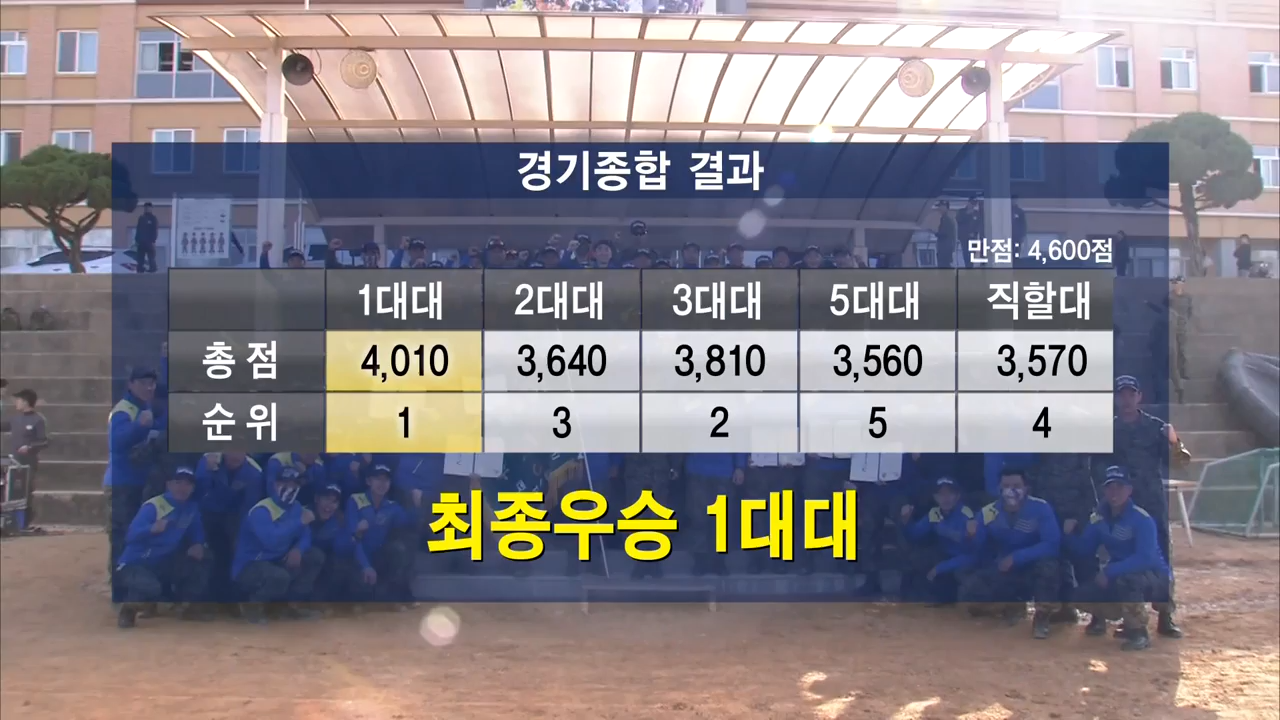 경기종합 결과
만점: 4,600점
1대대 2대대 3대대 5대대 직할대
총점 4,010 3,640 3,810 3,560 3,570
순위 1 3 2 5 4
최종우승 1대대